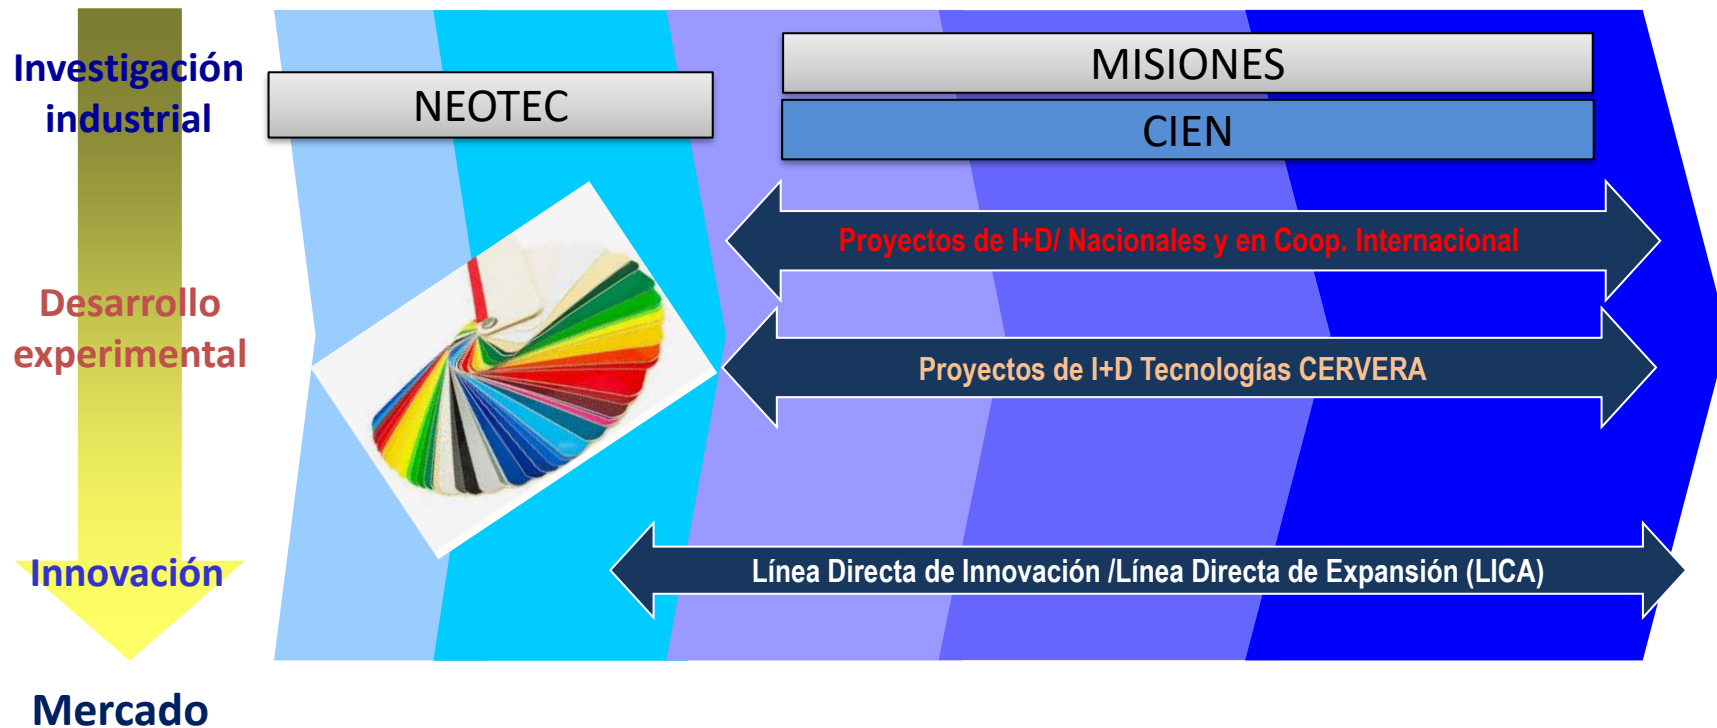 Investigación
industrial
NEOTEC
MISIONES
CIEN
Proyectos de I+D/ Nacionales y en Coop. Internacional
Desarrollo
experimental
Proyectos de I+D Tecnologías CERVERA
Innovación
Línea Directa de Innovación /Línea Directa de Expansión (LICA)
Mercado